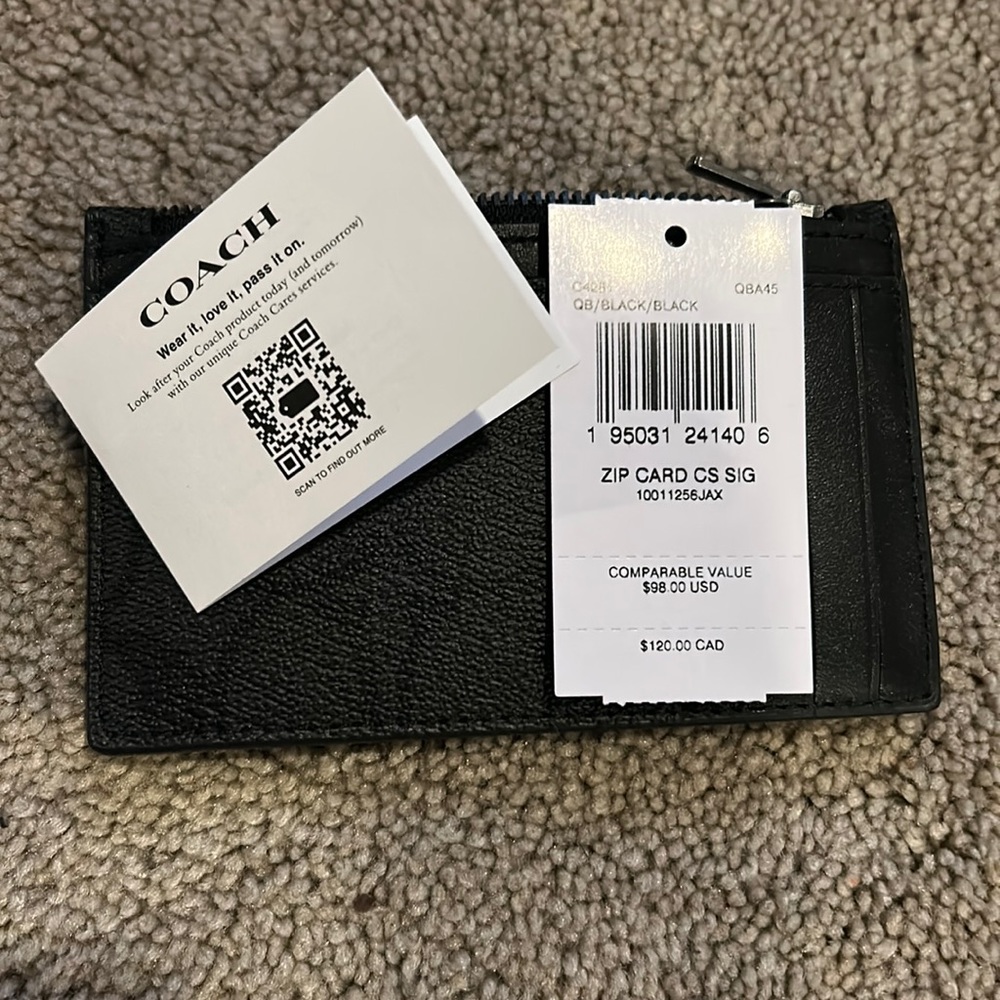 COACH
Wear it, love it, pass it on.
Look after your Coach product today (and tomorrow)
with our unique Coach Cares services.
SCAN TO FIND OUT MORE
QBA45
QB/BLACK/BLACK
1 95031 24140 6
ZIP CARD CS SIG
10011256JAX
COMPARABLE VALUE
$98.00 USD
$120.00 CAD